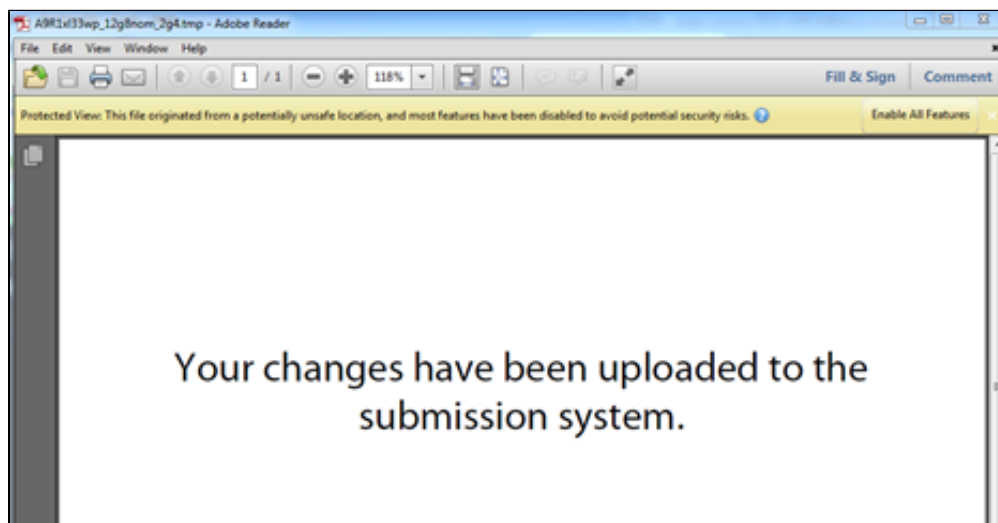 A9R1xl33wp_12g8nom_2g4.tmp - Adobe Reader
File Edit View Window Help
1 / 1 118% Fill & Sign Comment
Protected View: This file originated from a potentially unsafe location, and most features have been disabled to avoid potential security risks. Enable All Features
Your changes have been uploaded to the
submission system.